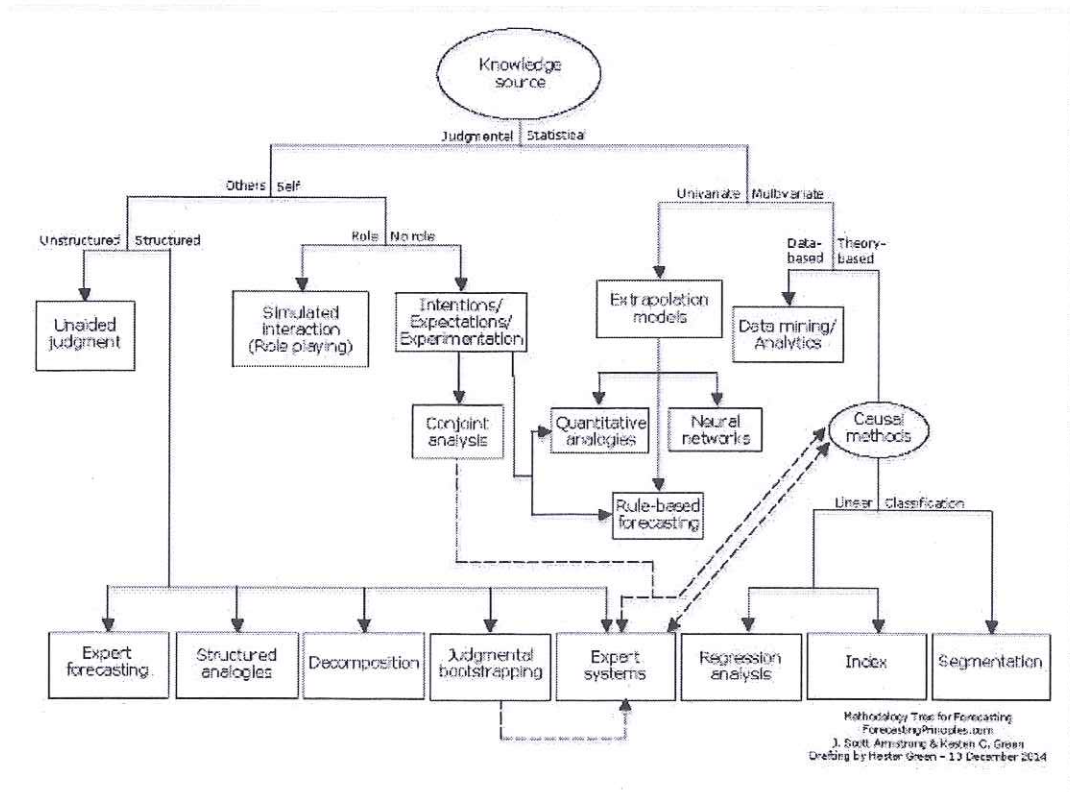 Knowledge
source
Judgmental Statistical
Others Self
Univariate Multivariate
Unstructured Structured
Role No role
Data-
based
Theory-
based
Unaided
judgment
Simulated
interaction
(Role playing)
Intentions/
Expectations/
Experimentation
Extrapolation
models
Data mining/
Analytics
Conjoint
analysis
Quantitative
analogies
Neural
networks
Causal
methods
Rule-based
forecasting
Linear Classification
Expert
forecasting
Structured
analogies
Decomposition
Judgmental
bootstrapping
Expert
systems
Regression
analysis
Index
Segmentation
Methodology Tree for Forecasting
ForecastingPrinciples.com
J. Scott Armstrong & Kesten C. Green
Drafting by Hester Green – 13 December 2014